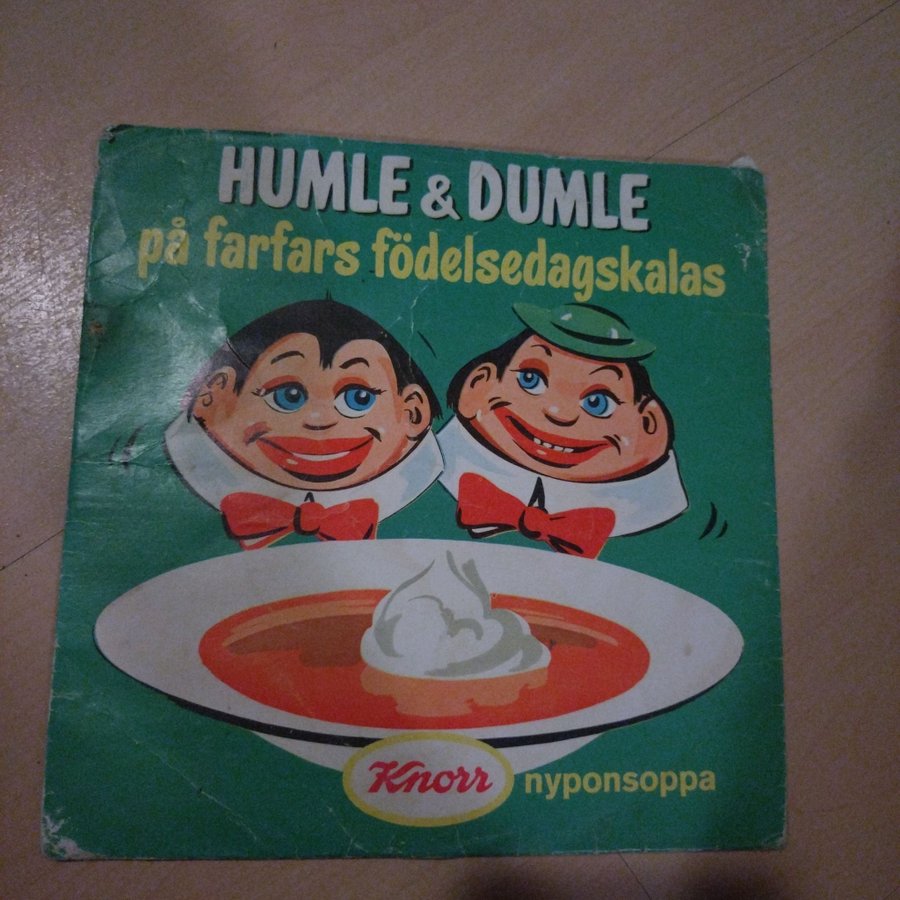 HUMLE & DUMLE
på farfars födelsedagskalas
Knorr nyponsoppa